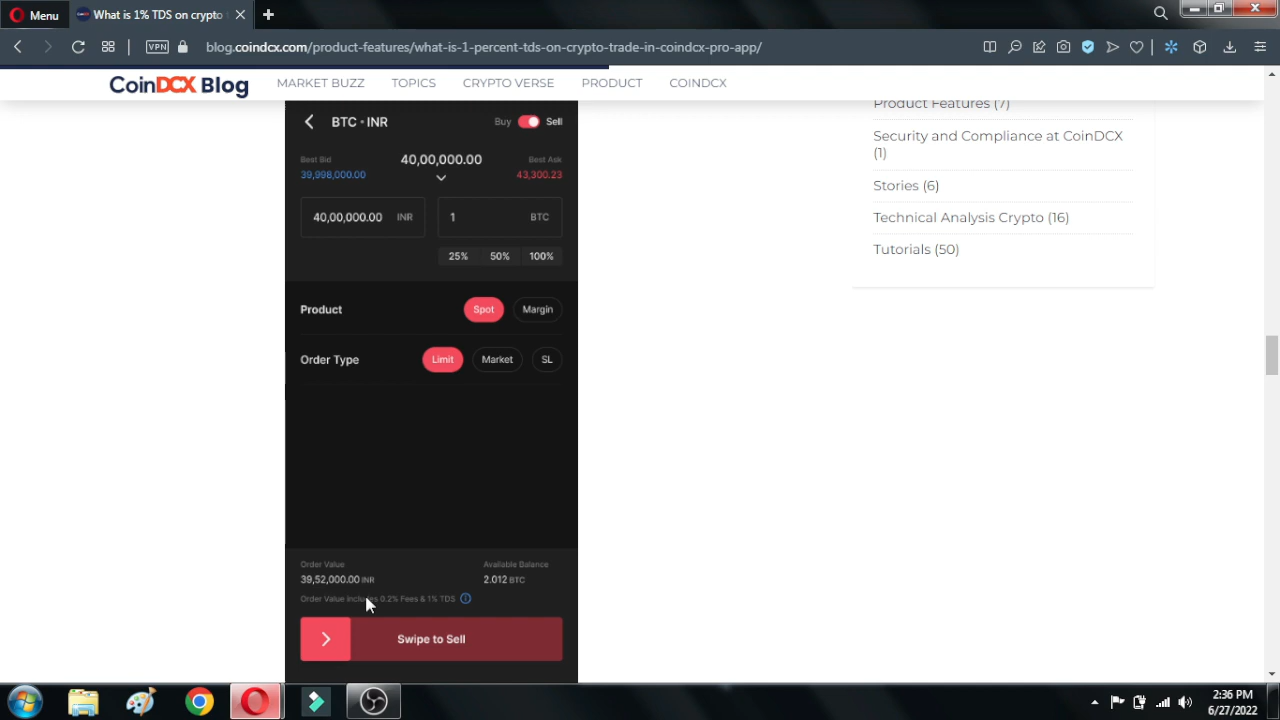 Menu
What is 1% TDS on crypto
VPN
blog.coindcx.com/product-features/what-is-1-percent-tds-on-crypto-trade-in-coindcx-pro-app/
CoinDCX Blog
MARKET BUZZ
TOPICS
CRYPTO VERSE
PRODUCT
COINDCX
BTC • INR
Buy
Sell
Best Bid
40,00,000.00
Best Ask
39,998,000.00
43,300.23
40,00,000.00 INR
1 BTC
25% 50% 100%
Product
Spot
Margin
Order Type
Limit
Market
SL
Order Value
Available Balance
39,52,000.00 INR
2.012 BTC
Order Value includes 0.2% Fees & 1% TDS
Swipe to Sell
Product Features (7)
Security and Compliance at CoinDCX
(1)
Stories (6)
Technical Analysis Crypto (16)
Tutorials (50)
2:36 PM
6/27/2022